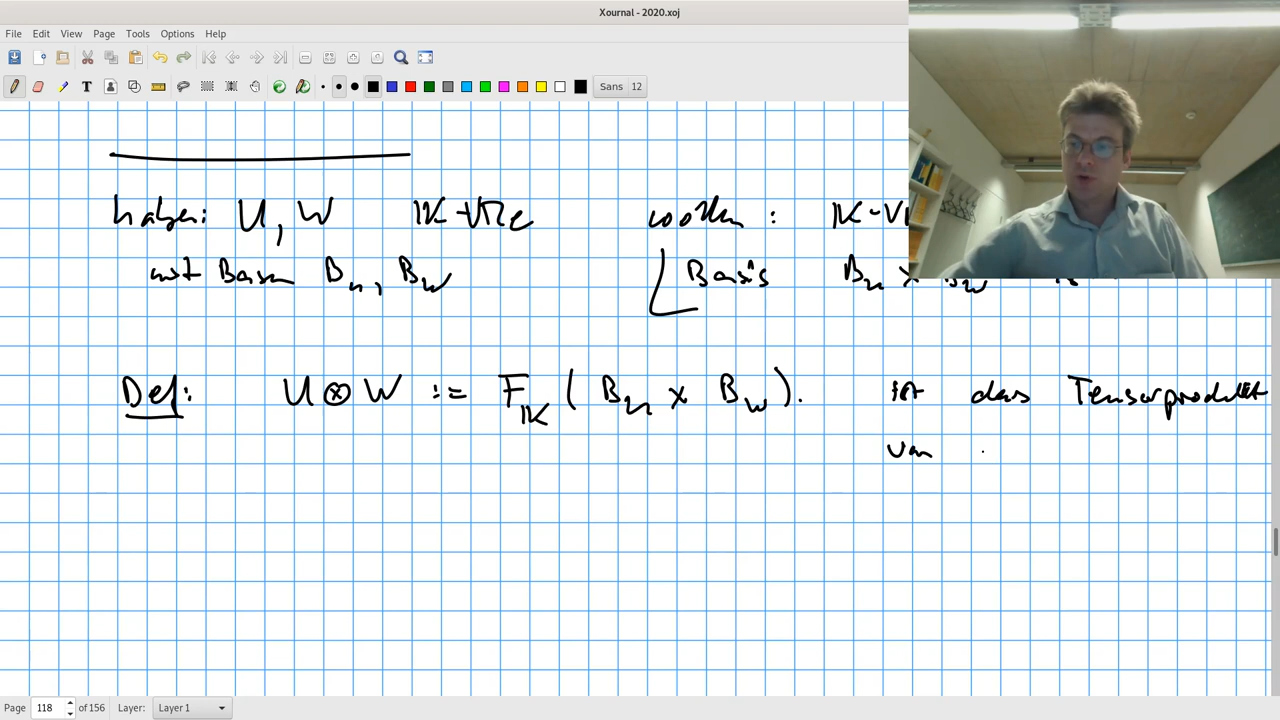 Xournal - 2020.xoj
File Edit View Page Tools Options Help
Sans 12
haben: U, W 𝕂-VRe wollen: 𝕂-V
mit Basen B_U, B_W Basis B_U ×
Def: U ⊗ W := F_𝕂 ( B_U × B_W ). ist das Tensorprodukt
von
Page 118 of 156 Layer: Layer 1